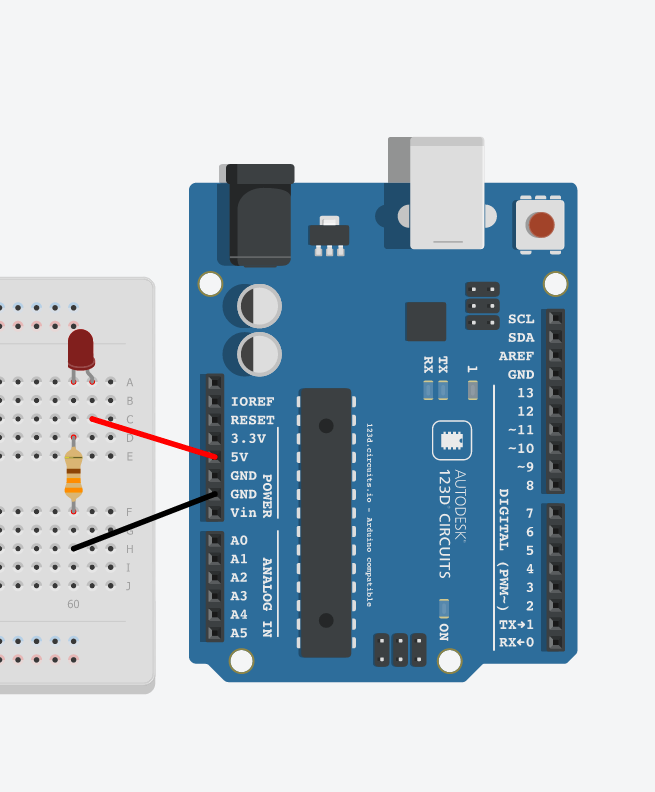 A
B
C
D
E
F
G
H
I
J
60
IOREF
RESET
3.3V
5V
GND
GND
Vin
POWER
A0
A1
A2
A3
A4
A5
ANALOG IN
123d.circuits.io - Arduino compatible
RX
TX
1
AUTODESK
123D CIRCUITS
ON
SCL
SDA
AREF
GND
13
12
~11
~10
~9
8
7
6
5
4
3
2
TX→1
RX←0
DIGITAL (PWM~)